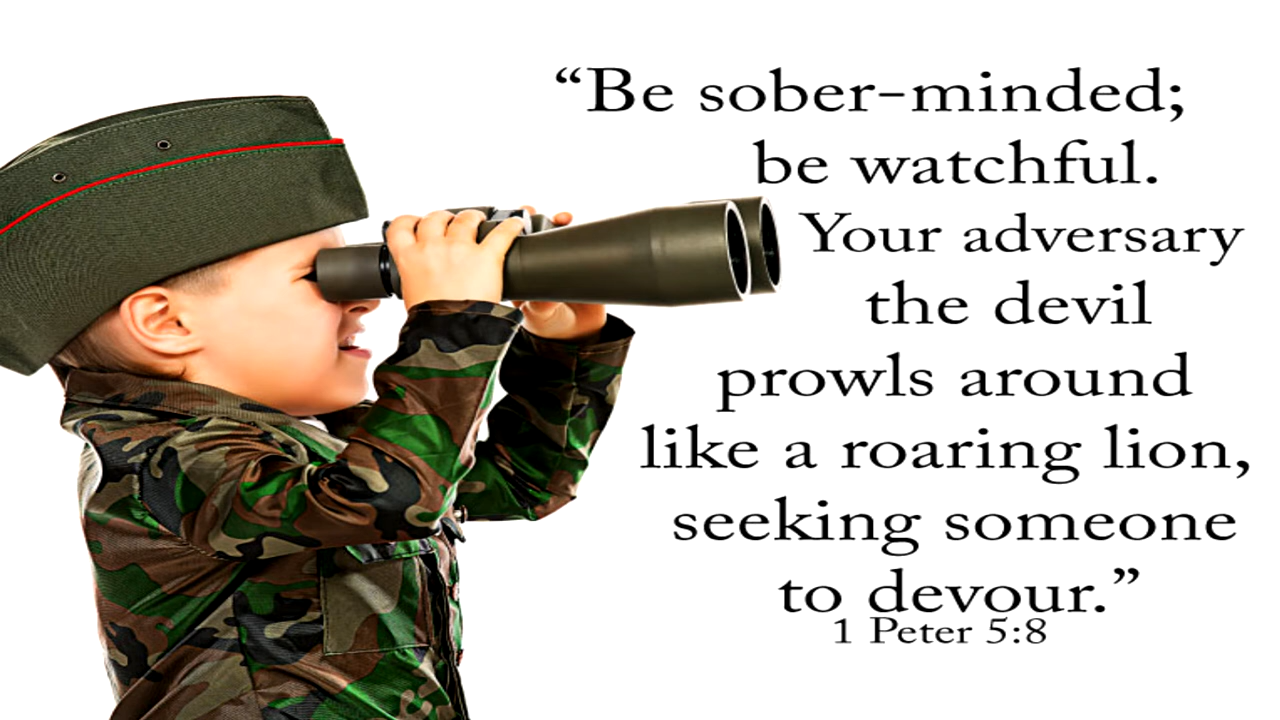 “Be sober-minded;
be watchful.
Your adversary
the devil
prowls around
like a roaring lion,
seeking someone
to devour.”
1 Peter 5:8